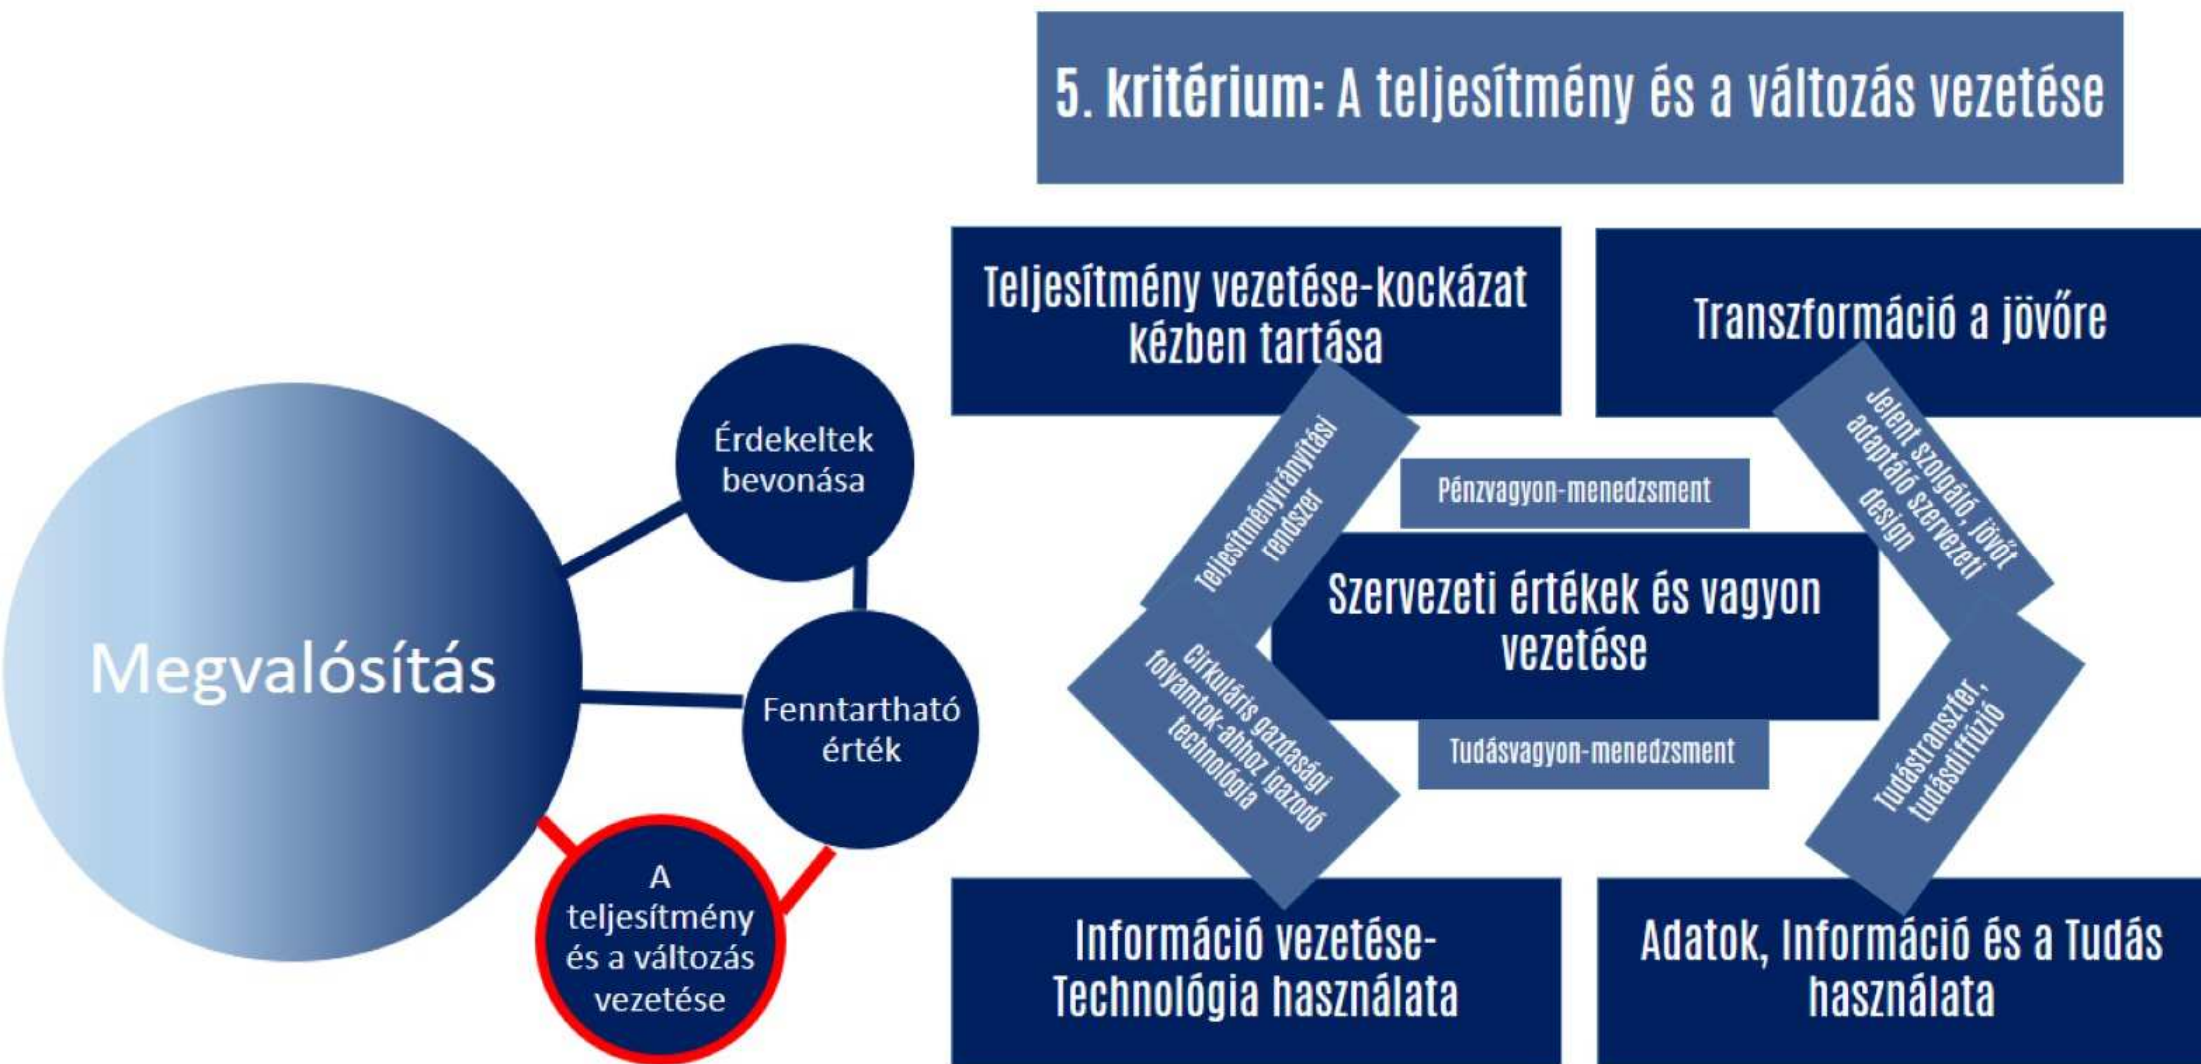 5. kritérium: A teljesítmény és a változás vezetése
Megvalósítás
Érdekeltek
bevonása
Fenntartható
érték
A
teljesítmény
és a változás
vezetése
Teljesítmény vezetése-kockázat
kézben tartása
Transzformáció a jövőre
Teljesítményirányítási
rendszer
Pénzvagyon-menedzsment
Jelent szolgáló, jövőt
adaptáló szervezeti
design
Szervezeti értékek és vagyon
vezetése
Cirkuláris gazdasági
folyamtok-ahhoz igazodó
technológia
Tudásvagyon-menedzsment
Tudástranszfer,
tudásdiffúzió
Információ vezetése-
Technológia használata
Adatok, Információ és a Tudás
használata